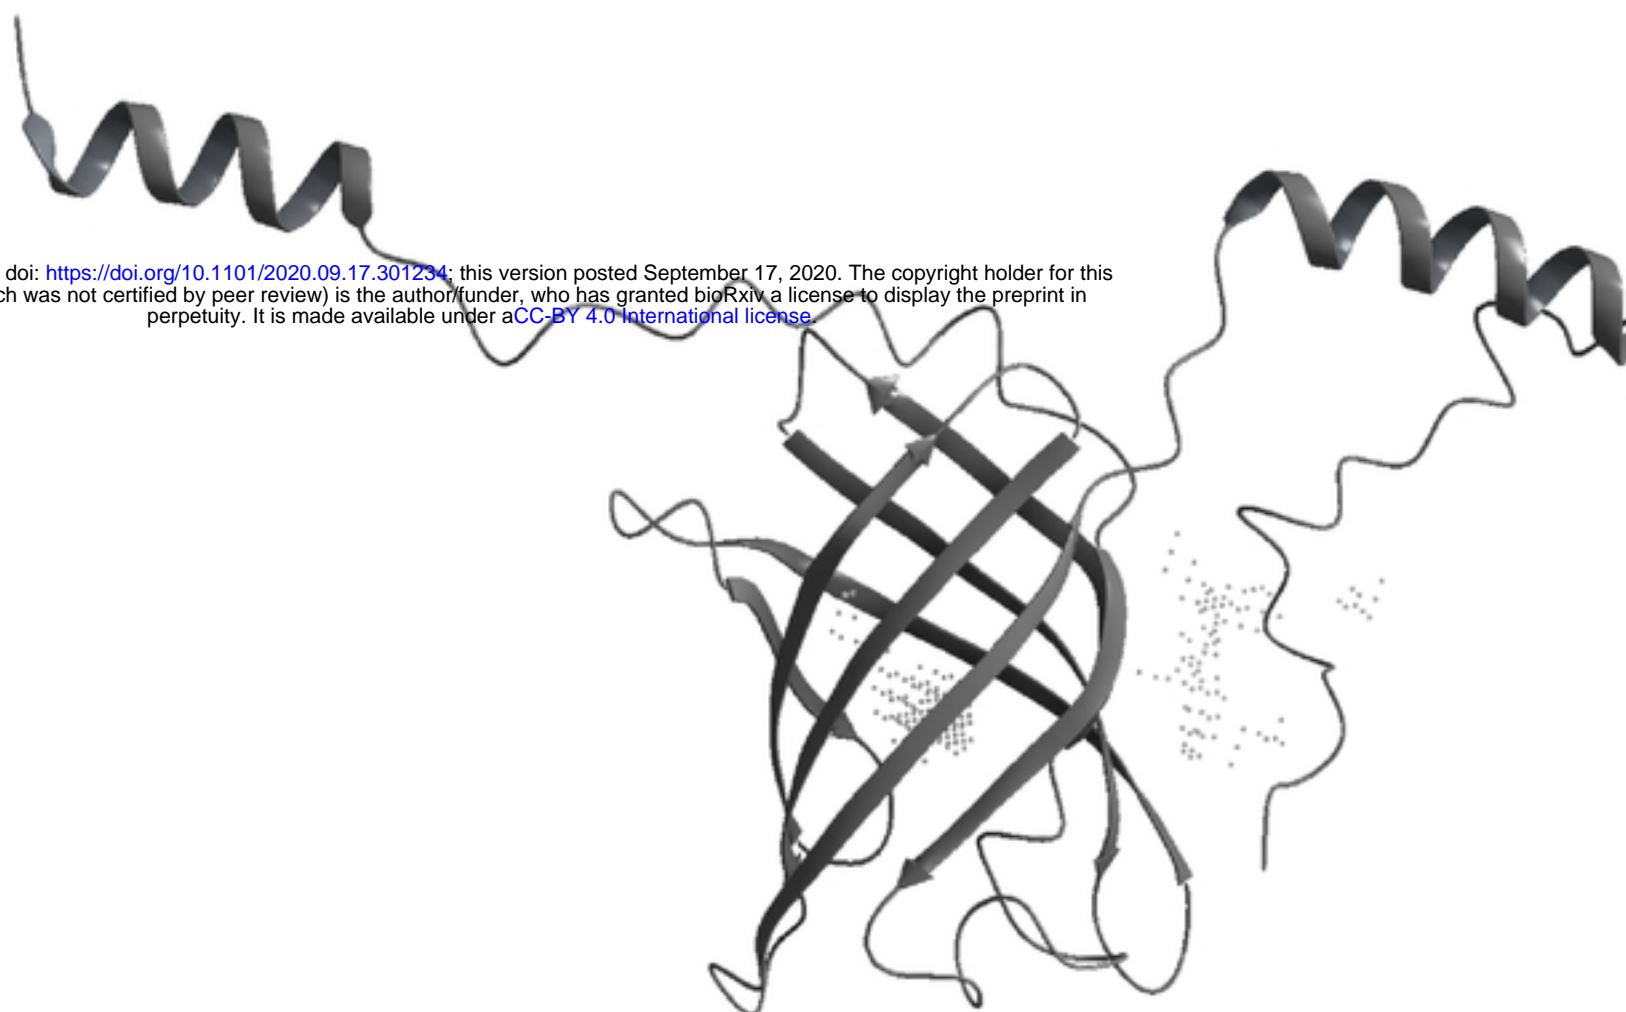 doi: https://doi.org/10.1101/2020.09.17.301234; this version posted September 17, 2020. The copyright holder for this
was not certified by peer review) is the author/funder, who has granted bioRxiv a license to display the preprint in
perpetuity. It is made available under aCC-BY 4.0 International license.